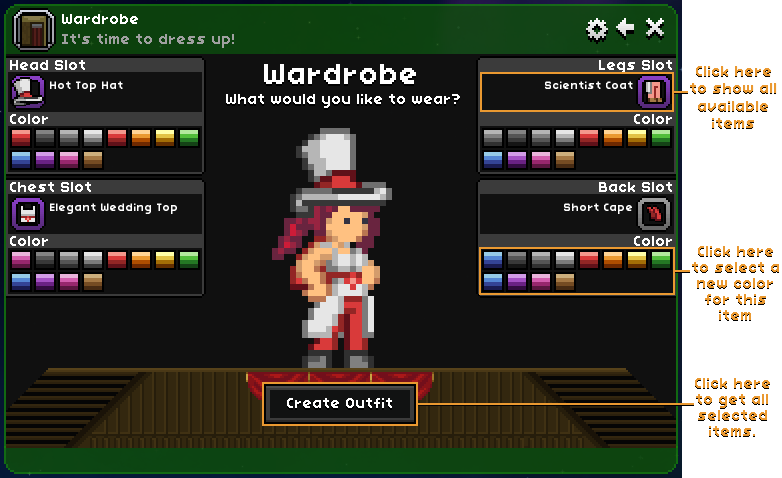 Wardrobe
It's time to dress up!
Head Slot
Hot Top Hat
Color
Chest Slot
Elegant Wedding Top
Color
Wardrobe
What would you like to wear?
Legs Slot
Scientist Coat
Color
Back Slot
Short Cape
Color
Create Outfit
Click here
to show all
available
items
Click here
to select a
new color
for this
item
Click here
to get all
selected
items.